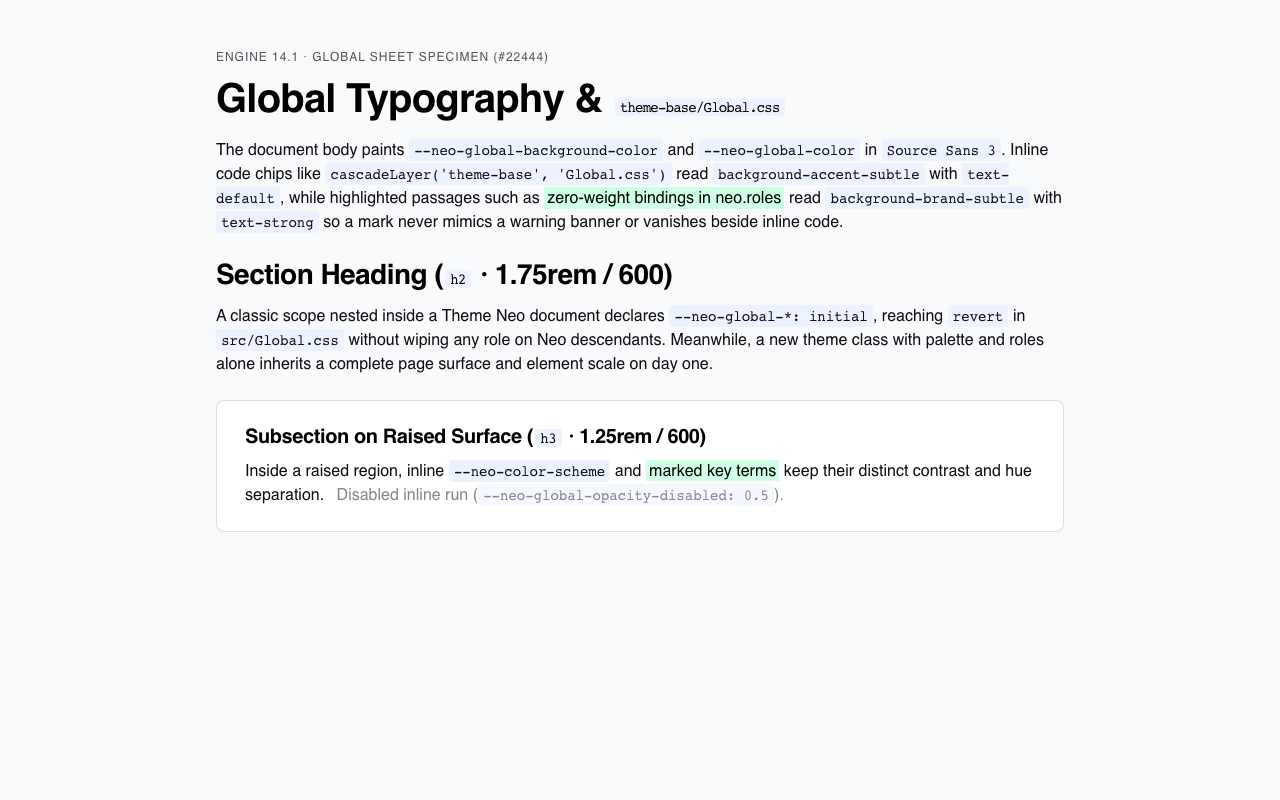 ENGINE 14.1 · GLOBAL SHEET SPECIMEN (#22444)
Global Typography & theme-base/Global.css
The document body paints --neo-global-background-color and --neo-global-color in Source Sans 3. Inline
code chips like cascadeLayer('theme-base', 'Global.css') read background-accent-subtle with text-
default, while highlighted passages such as zero-weight bindings in neo.roles read background-brand-subtle with
text-strong so a mark never mimics a warning banner or vanishes beside inline code.
Section Heading (h2 · 1.75rem / 600)
A classic scope nested inside a Theme Neo document declares --neo-global-*: initial, reaching revert in
src/Global.css without wiping any role on Neo descendants. Meanwhile, a new theme class with palette and roles
alone inherits a complete page surface and element scale on day one.
Subsection on Raised Surface (h3 · 1.25rem / 600)
Inside a raised region, inline --neo-color-scheme and marked key terms keep their distinct contrast and hue
separation. Disabled inline run (--neo-global-opacity-disabled: 0.5).